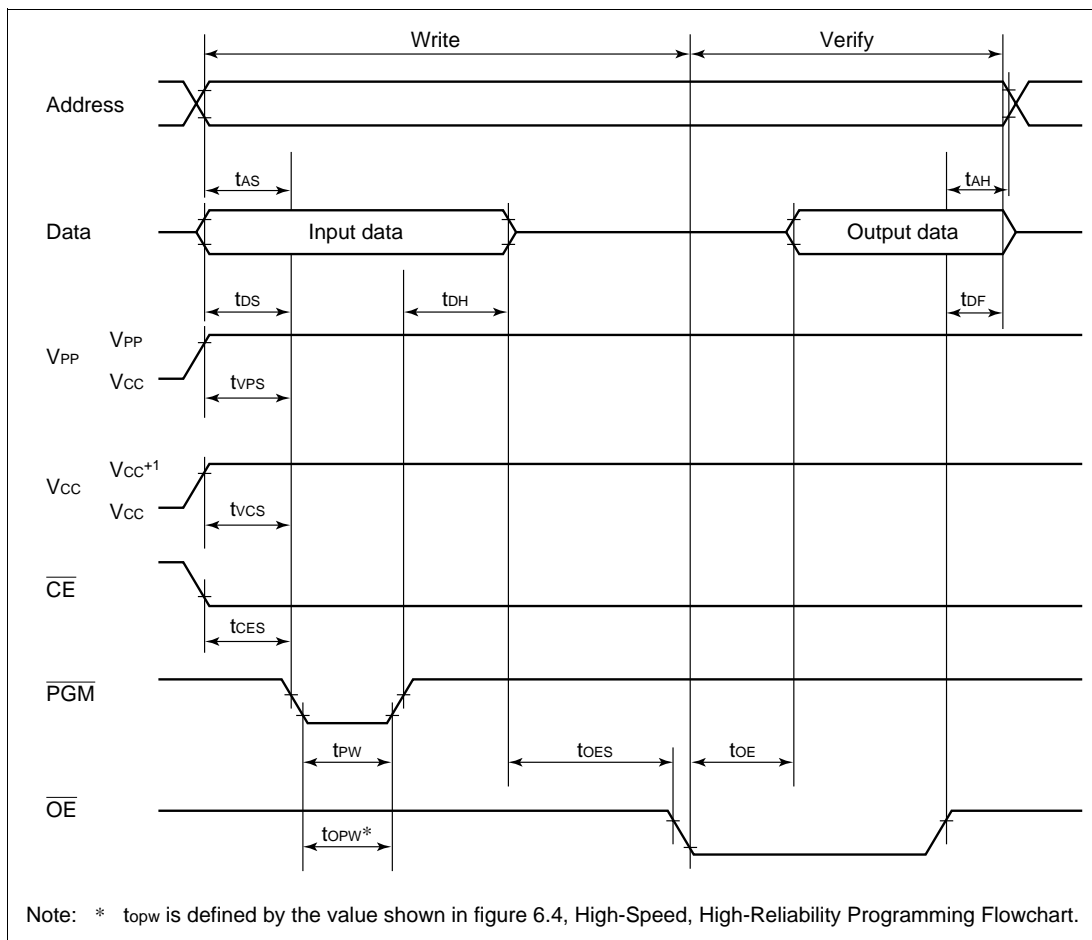 Write
Verify
Address
tAS
tAH
Data
Input data
Output data
tDS
tDH
tDF
VPP
VPP
VCC
tVPS
VCC
VCC+1
VCC
tVCS
CE
tCES
PGM
tPW
tOES
tOE
OE
tOPW*
Note: * topw is defined by the value shown in figure 6.4, High-Speed, High-Reliability Programming Flowchart.